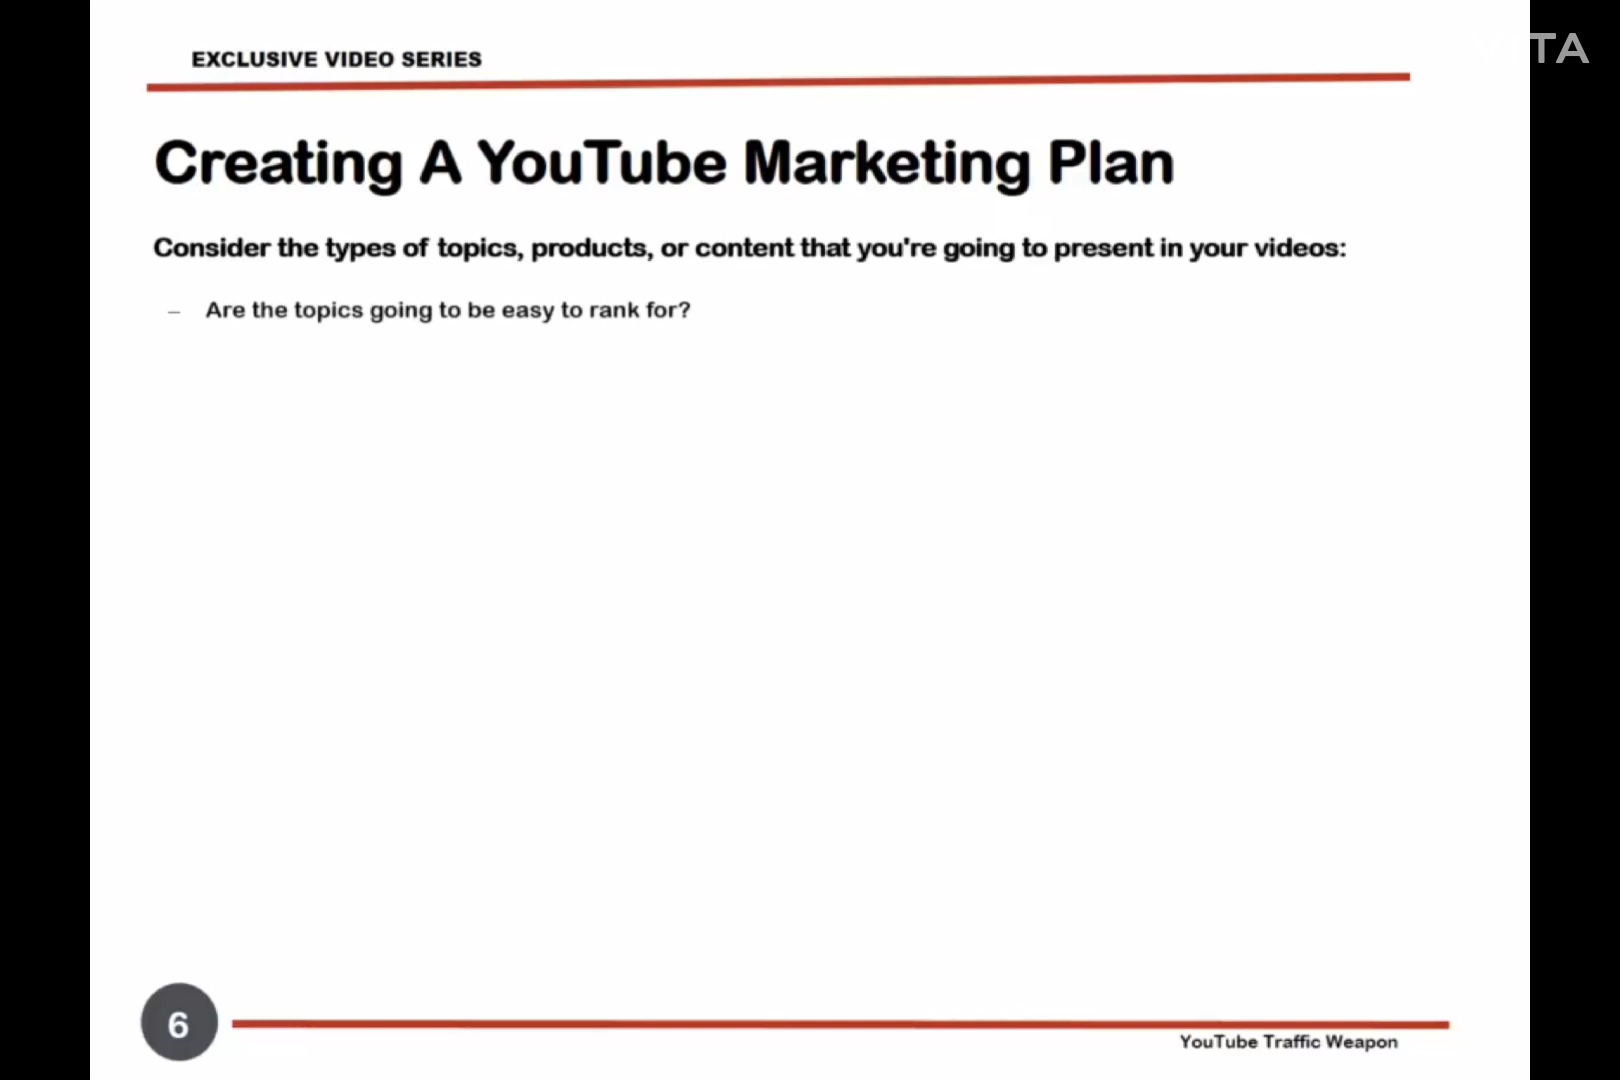 EXCLUSIVE VIDEO SERIES
Creating A YouTube Marketing Plan
Consider the types of topics, products, or content that you're going to present in your videos:
– Are the topics going to be easy to rank for?
6
YouTube Traffic Weapon